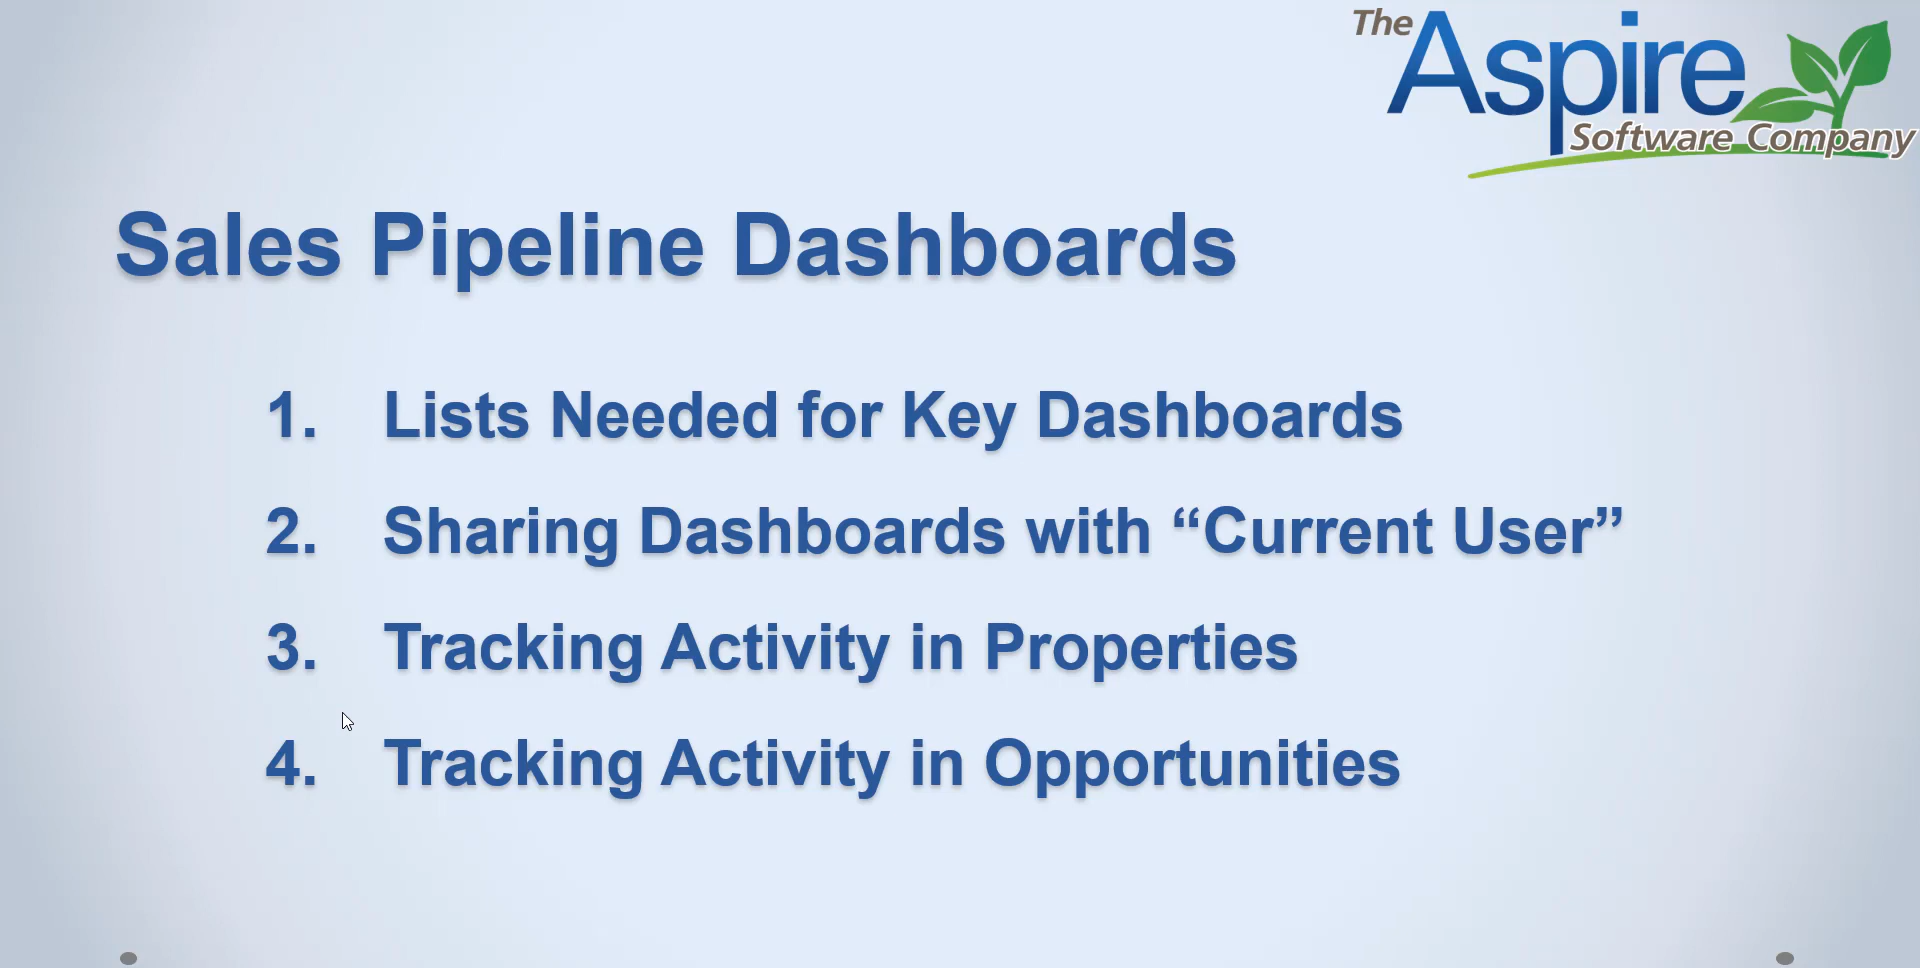 The
Aspire
Software Company
Sales Pipeline Dashboards
1. Lists Needed for Key Dashboards
2. Sharing Dashboards with “Current User”
3. Tracking Activity in Properties
4. Tracking Activity in Opportunities